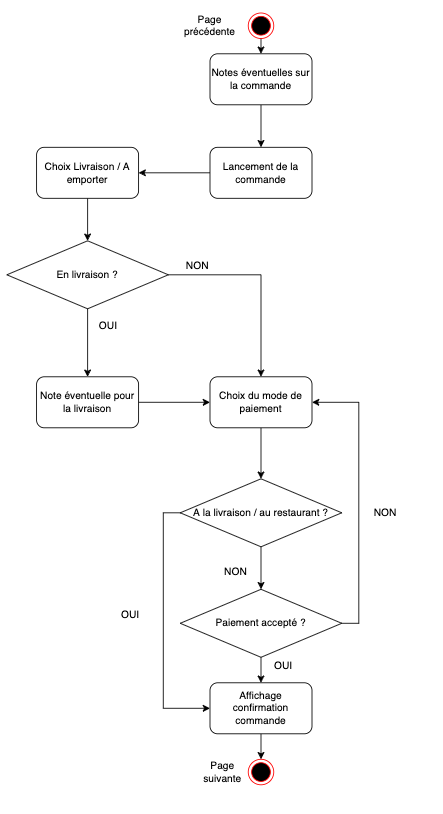 Page
précédente
Notes éventuelles sur
la commande
Lancement de la
commande
Choix Livraison / A
emporter
En livraison ?
NON
OUI
Note éventuelle pour
la livraison
Choix du mode de
paiement
A la livraison / au restaurant ?
NON
NON
OUI
Paiement accepté ?
OUI
Affichage
confirmation
commande
Page
suivante